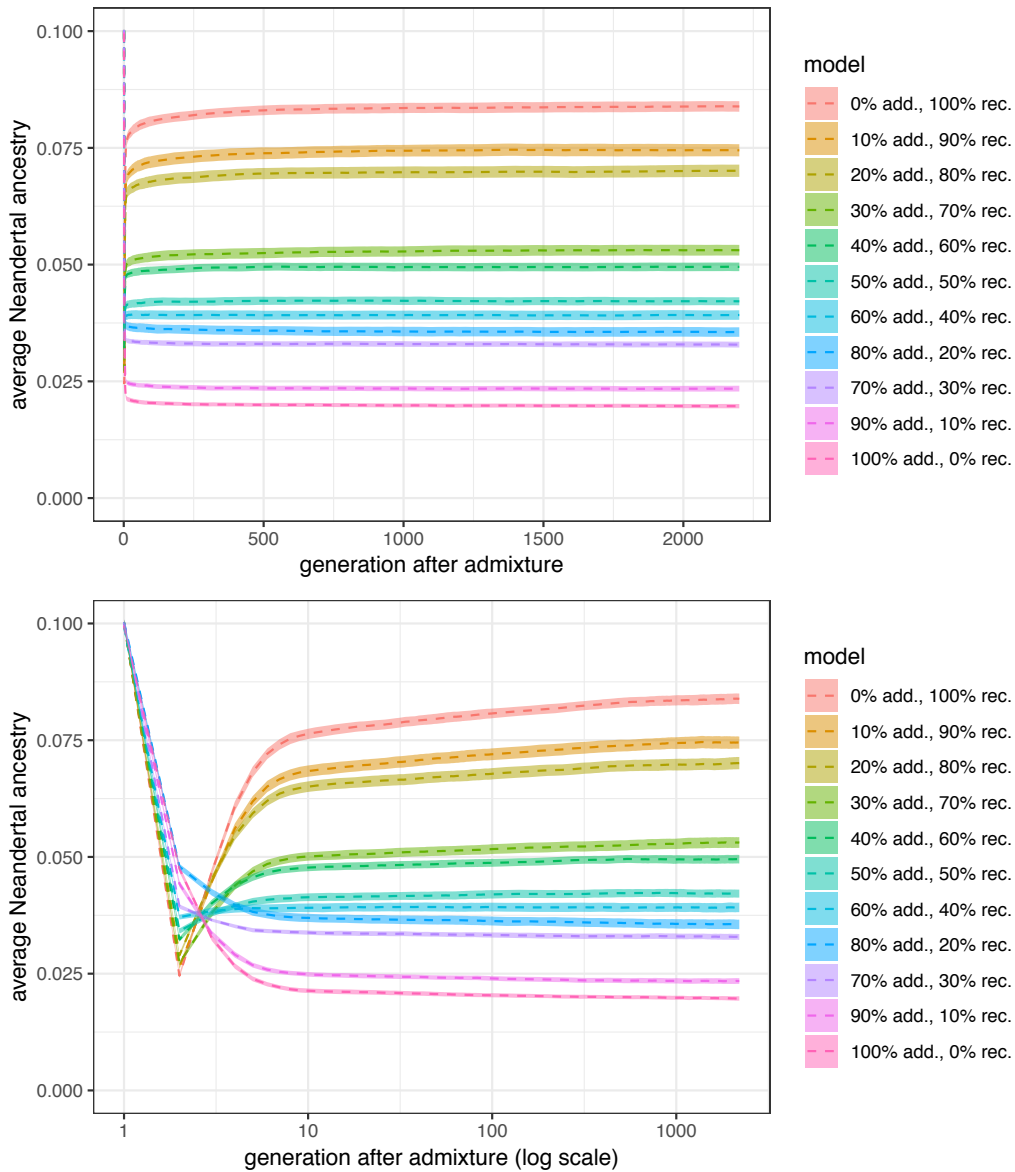 0.100
0.075
0.050
0.025
0.000
average Neandertal ancestry
0 500 1000 1500 2000
generation after admixture
model
0% add., 100% rec.
10% add., 90% rec.
20% add., 80% rec.
30% add., 70% rec.
40% add., 60% rec.
50% add., 50% rec.
60% add., 40% rec.
80% add., 20% rec.
70% add., 30% rec.
90% add., 10% rec.
100% add., 0% rec.
0.100
0.075
0.050
0.025
0.000
average Neandertal ancestry
1 10 100 1000
generation after admixture (log scale)
model
0% add., 100% rec.
10% add., 90% rec.
20% add., 80% rec.
30% add., 70% rec.
40% add., 60% rec.
50% add., 50% rec.
60% add., 40% rec.
80% add., 20% rec.
70% add., 30% rec.
90% add., 10% rec.
100% add., 0% rec.